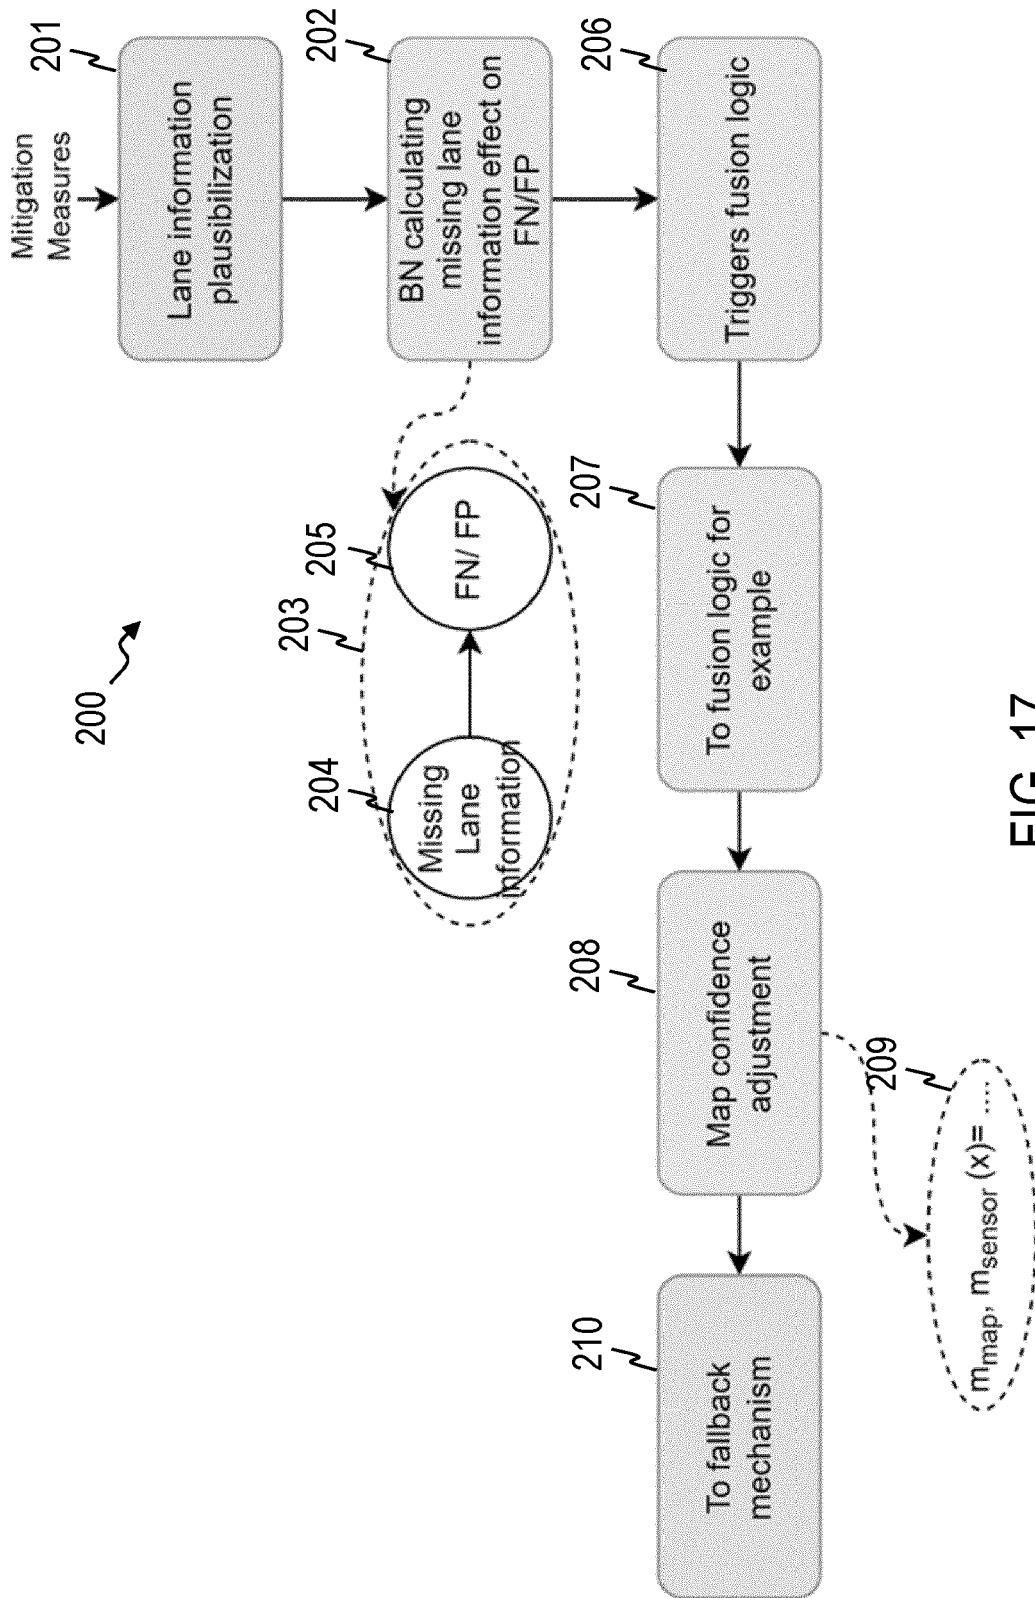 200
Mitigation
Measures
201
Lane information
plausibilization
202
BN calculating
missing lane
information effect on
FN/FP
203
204
Missing
Lane
information
205
FN/ FP
206
Triggers fusion logic
207
To fusion logic for
example
208
Map confidence
adjustment
209
m_map, m_sensor (x)= ....
210
To fallback
mechanism
FIG. 17